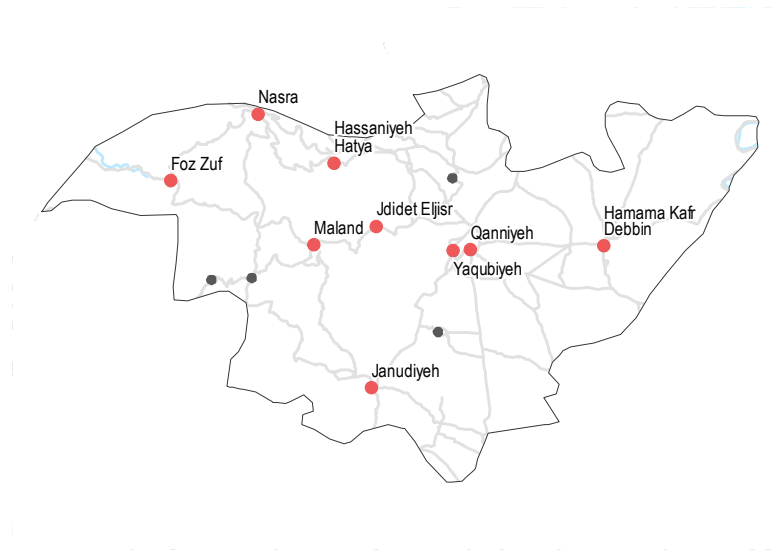 Nasra
Hassaniyeh
Hatya
Foz Zuf
Jdidet Eljisr
Hamama Kafr
Debbin
Maland
Qanniyeh
Yaqubiyeh
Janudiyeh